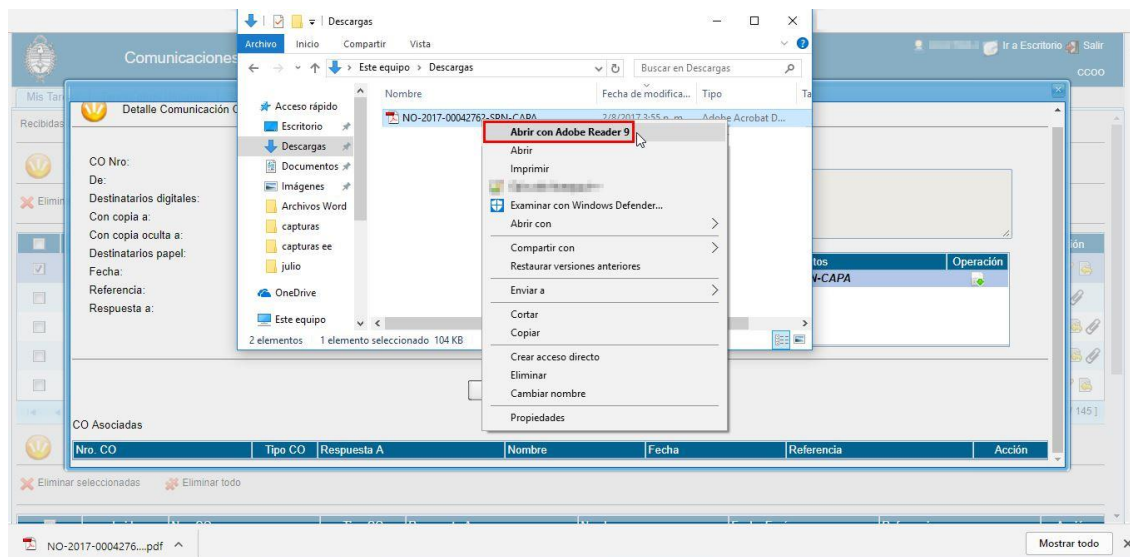 Descargas
Archivo Inicio Compartir Vista
Comunicaciones
Ir a Escritorio Salir
CCOO
Este equipo > Descargas
Buscar en Descargas
Mis Tar
Recibidas
Detalle Comunicación
Acceso rápido
Escritorio
Descargas
Documentos
Imágenes
Archivos Word
capturas
capturas ee
julio
OneDrive
Este equipo
Nombre Fecha de modifica... Tipo Ta
NO-2017-0004276?-SPN-CAPA 2/8/2017 3:55 p. m. Adobe Acrobat D...
2 elementos 1 elemento seleccionado 104 KB
Abrir con Adobe Reader 9
Abrir
Imprimir
Examinar con Windows Defender...
Abrir con
Compartir con
Restaurar versiones anteriores
Enviar a
Cortar
Copiar
Crear acceso directo
Eliminar
Cambiar nombre
Propiedades
CO Nro:
De:
Destinatarios digitales:
Con copia a:
Con copia oculta a:
Destinatarios papel:
Fecha:
Referencia:
Respuesta a:
Elimin
tos Operación
N-CAPA
ón
145 ]
CO Asociadas
Nro. CO Tipo CO Respuesta A Nombre Fecha Referencia Acción
Eliminar seleccionadas Eliminar todo
NO-2017-0004276....pdf
Mostrar todo